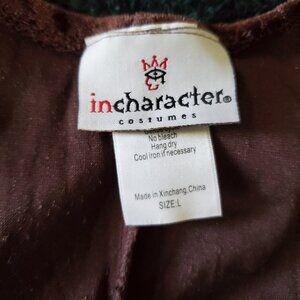 incharacter®
costumes
No bleach
Hang dry
Cool iron if necessary
Made in Xinchang,China
SIZE:L